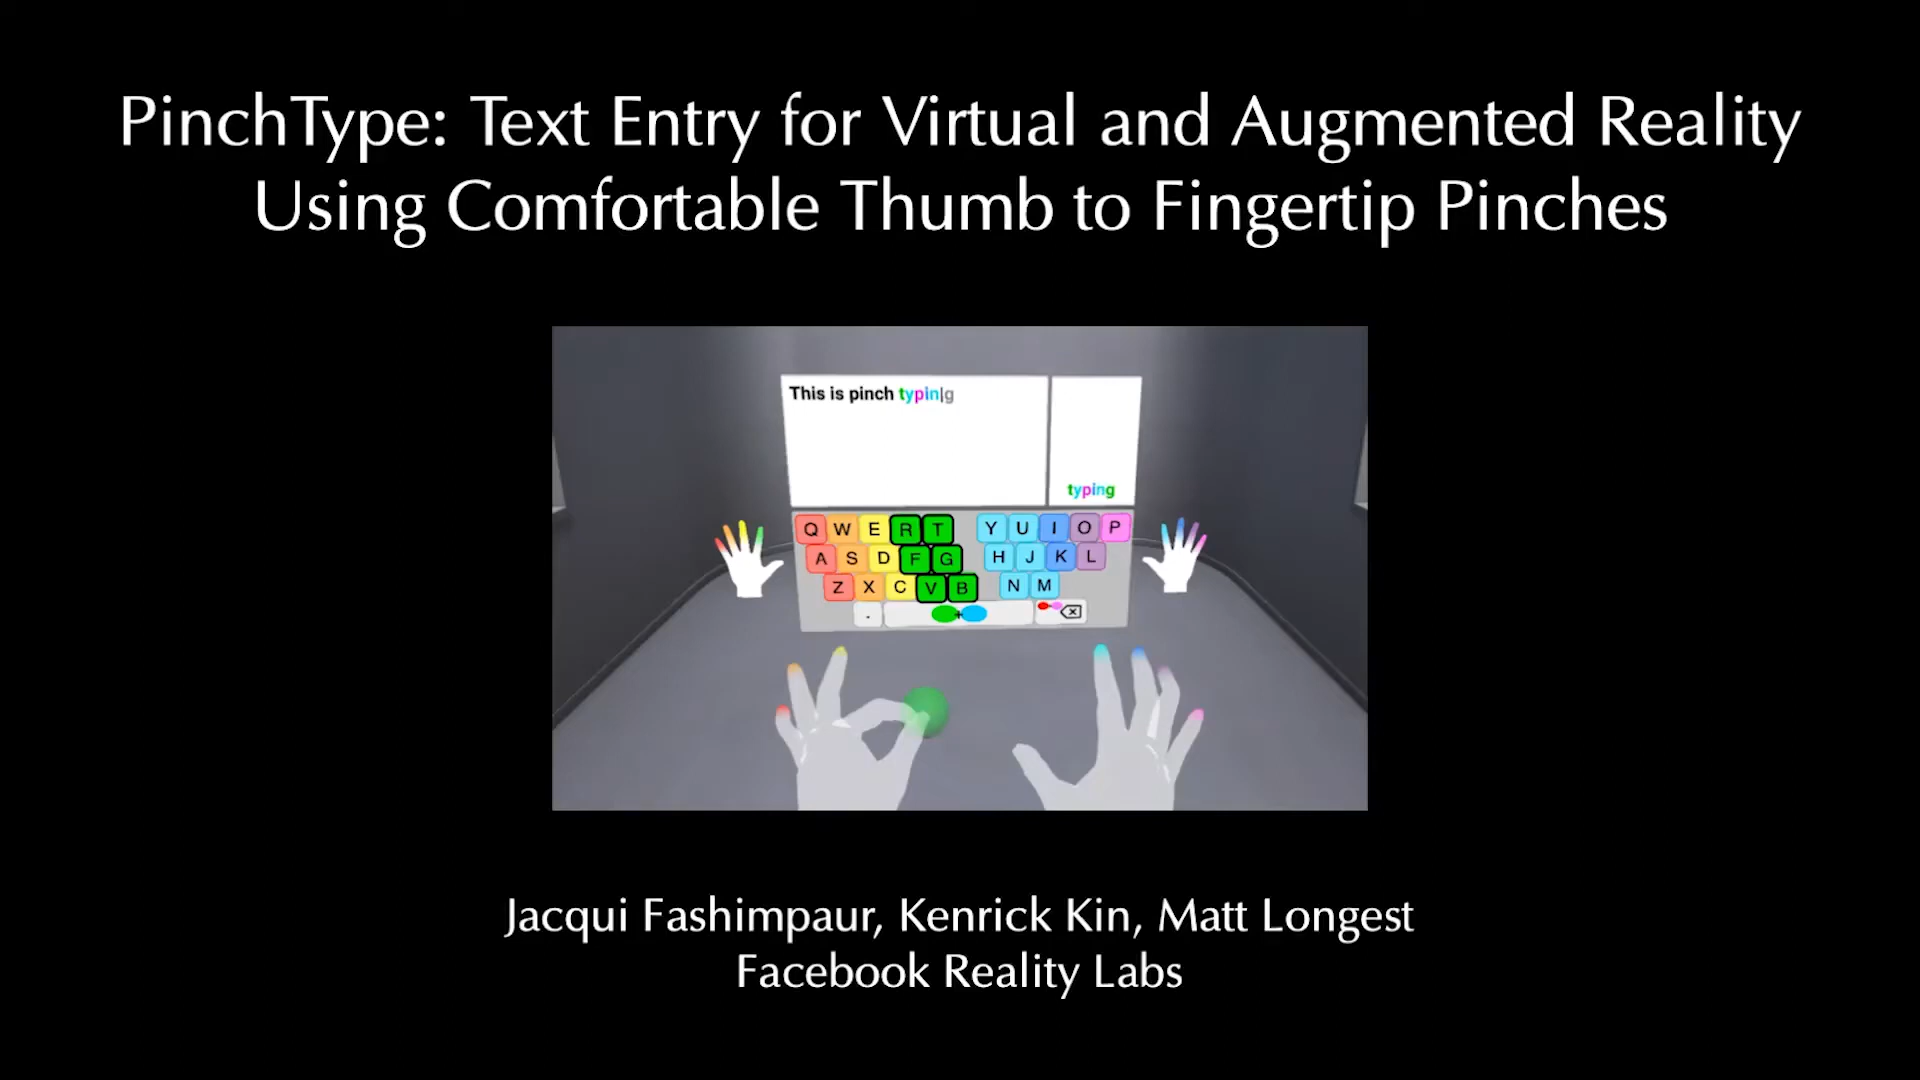 PinchType: Text Entry for Virtual and Augmented Reality
Using Comfortable Thumb to Fingertip Pinches
This is pinch typin|g
typing
Q W E R T Y U I O P
A S D F G H J K L
Z X C V B N M
. +
Jacqui Fashimpaur, Kenrick Kin, Matt Longest
Facebook Reality Labs